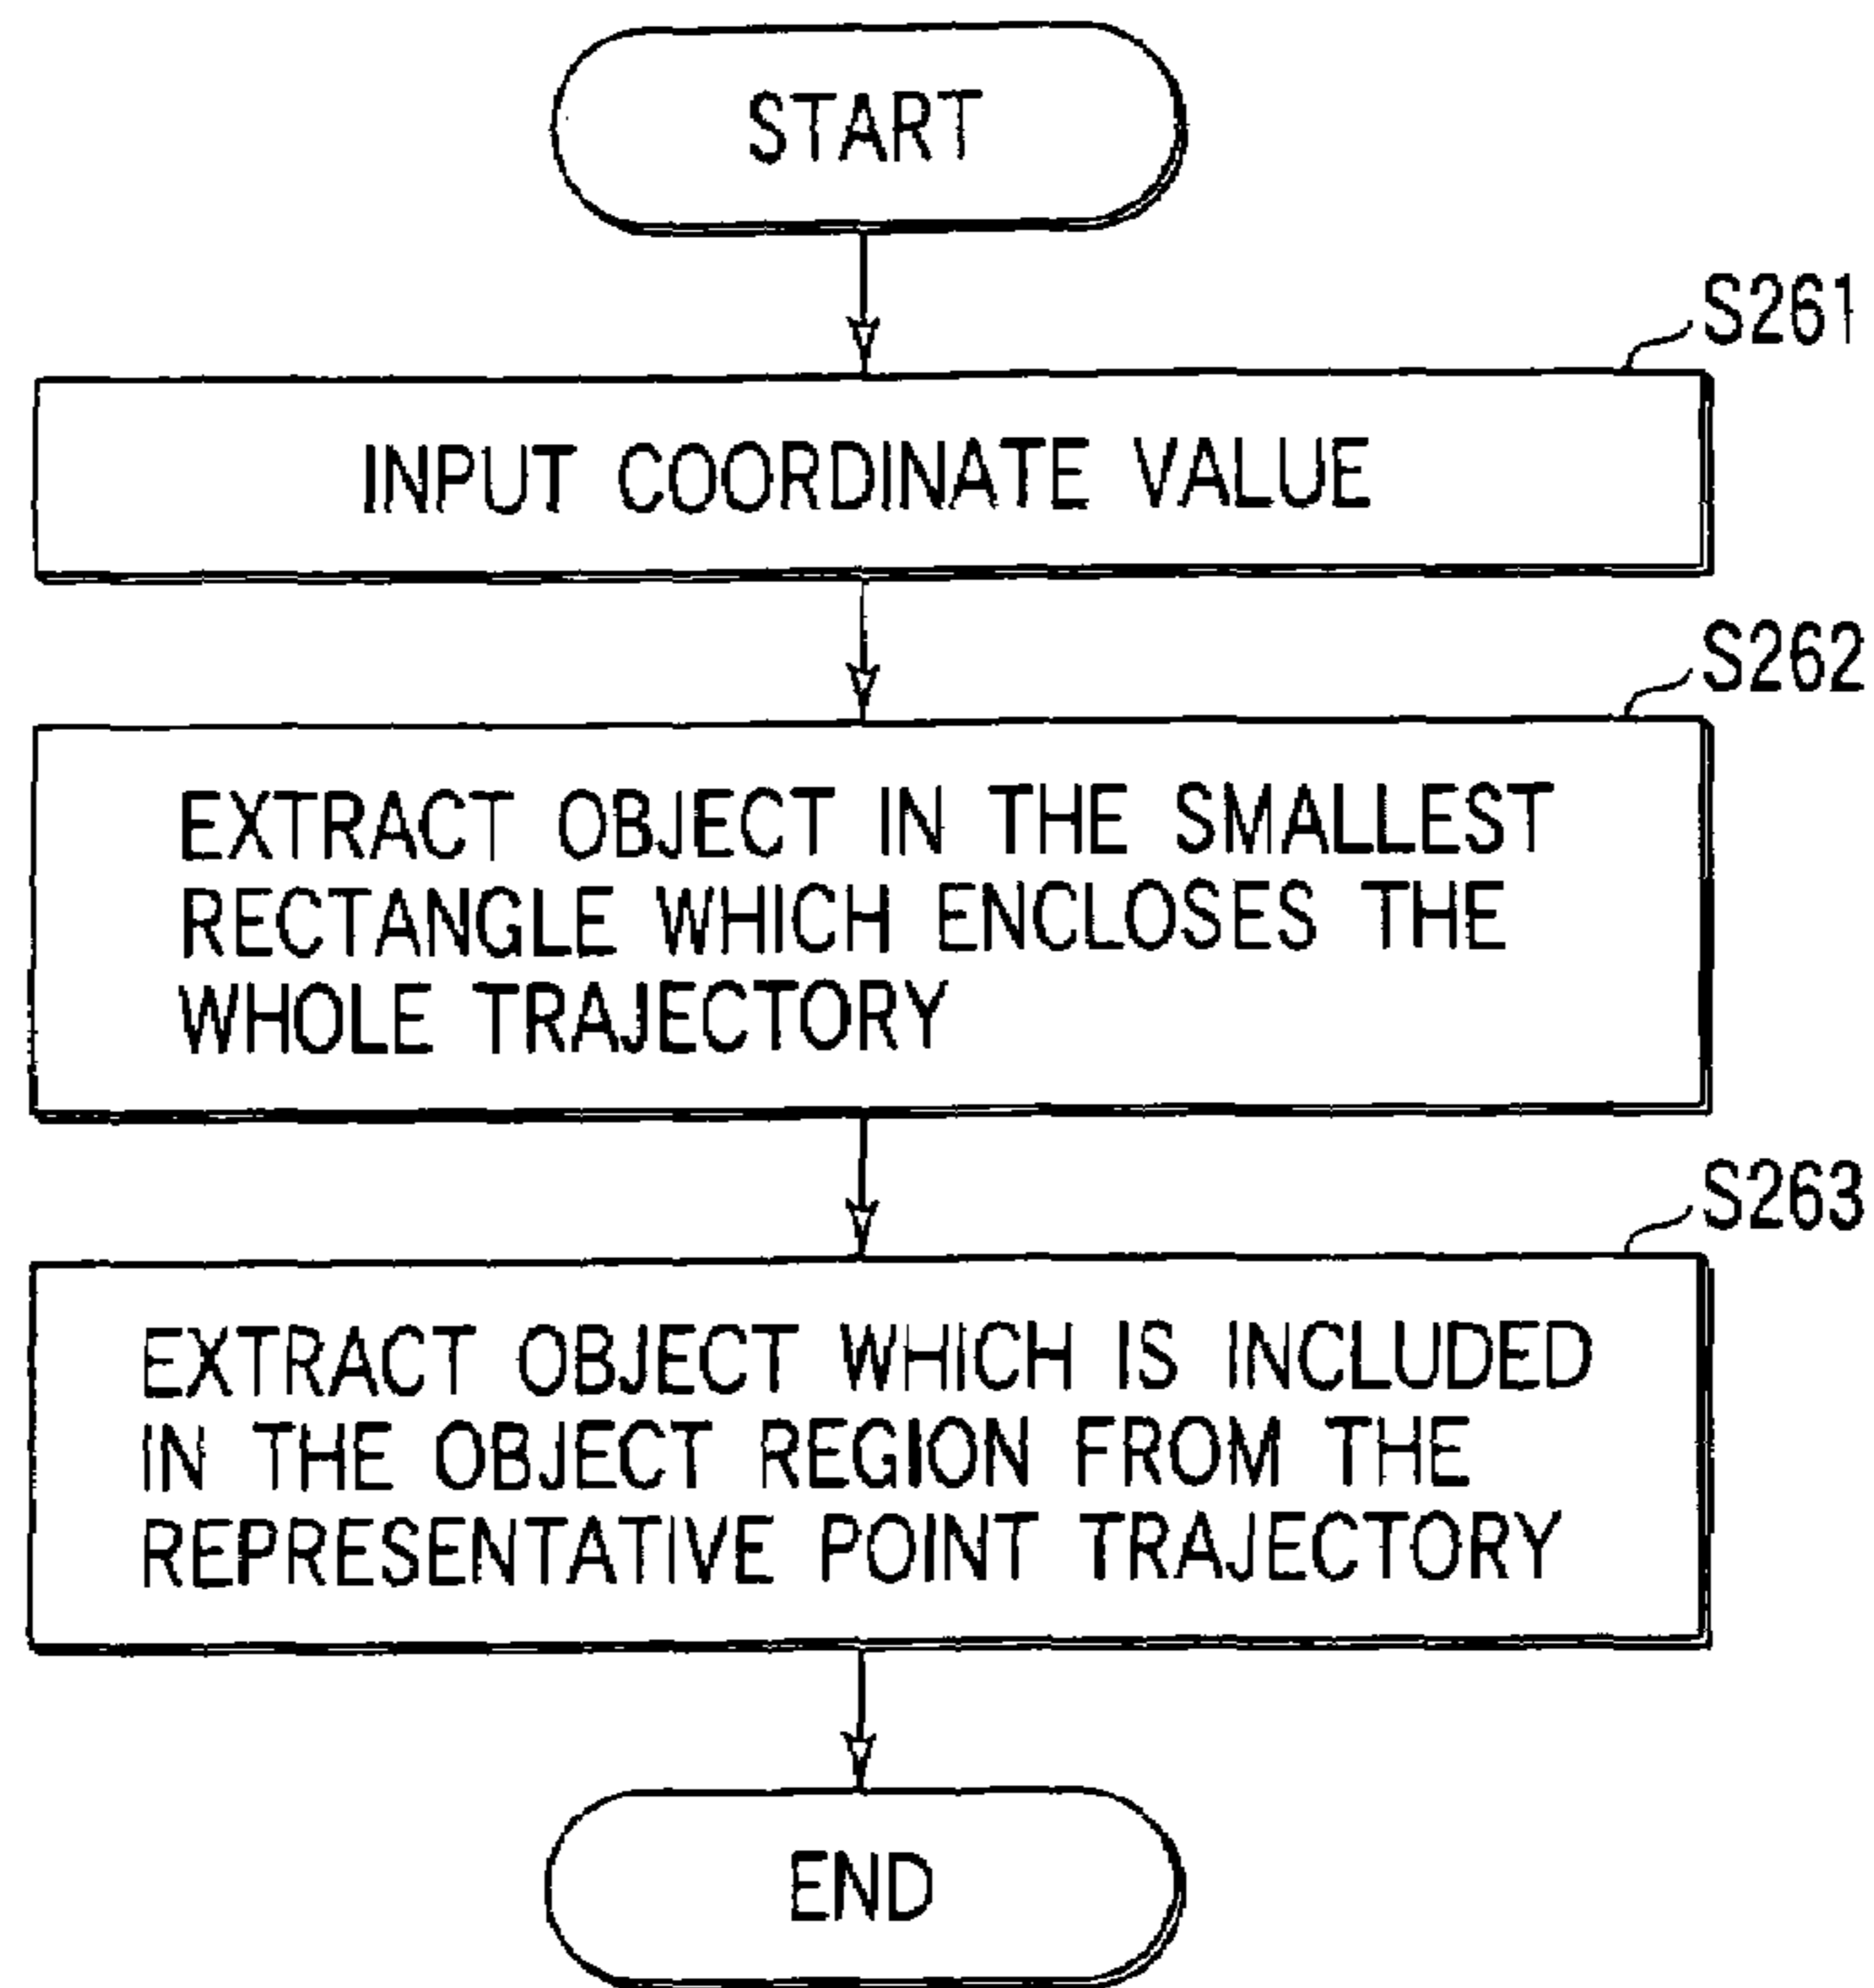 START
S261
INPUT COORDINATE VALUE
S262
EXTRACT OBJECT IN THE SMALLEST
RECTANGLE WHICH ENCLOSES THE
WHOLE TRAJECTORY
S263
EXTRACT OBJECT WHICH IS INCLUDED
IN THE OBJECT REGION FROM THE
REPRESENTATIVE POINT TRAJECTORY
END